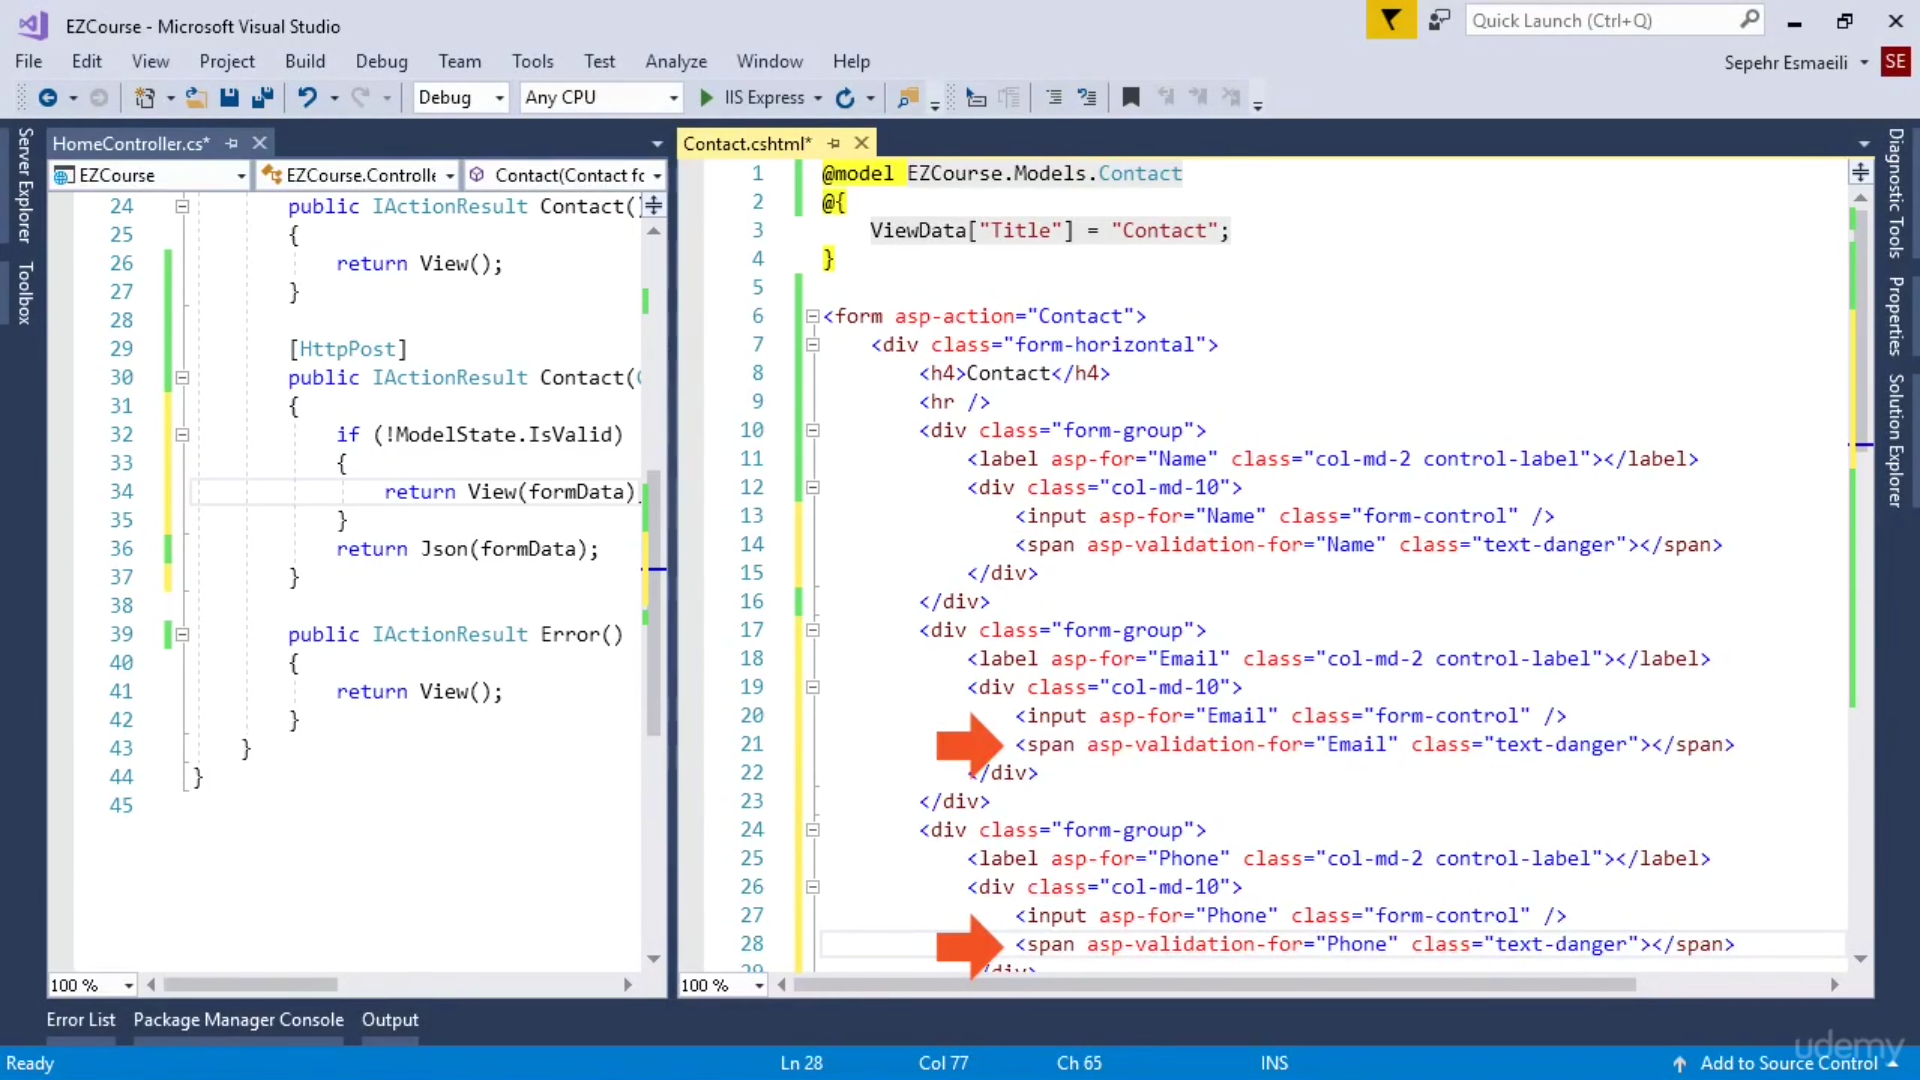 EZCourse - Microsoft Visual Studio
Quick Launch (Ctrl+Q)
File Edit View Project Build Debug Team Tools Test Analyze Window Help
Sepehr Esmaeili SE
Debug Any CPU IIS Express
Server Explorer
Toolbox
HomeController.cs*
EZCourse EZCourse.Controlle Contact(Contact fc
24 public IActionResult Contact()
25 {
26 return View();
27 }
28
29 [HttpPost]
30 public IActionResult Contact(
31 {
32 if (!ModelState.IsValid)
33 {
34 return View(formData)
35 }
36 return Json(formData);
37 }
38
39 public IActionResult Error()
40 {
41 return View();
42 }
43 }
44 }
45
100 %
Contact.cshtml*
1 @model EZCourse.Models.Contact
2 @{
3 ViewData["Title"] = "Contact";
4 }
5
6 <form asp-action="Contact">
7 <div class="form-horizontal">
8 <h4>Contact</h4>
9 <hr />
10 <div class="form-group">
11 <label asp-for="Name" class="col-md-2 control-label"></label>
12 <div class="col-md-10">
13 <input asp-for="Name" class="form-control" />
14 <span asp-validation-for="Name" class="text-danger"></span>
15 </div>
16 </div>
17 <div class="form-group">
18 <label asp-for="Email" class="col-md-2 control-label"></label>
19 <div class="col-md-10">
20 <input asp-for="Email" class="form-control" />
21 <span asp-validation-for="Email" class="text-danger"></span>
22 </div>
23 </div>
24 <div class="form-group">
25 <label asp-for="Phone" class="col-md-2 control-label"></label>
26 <div class="col-md-10">
27 <input asp-for="Phone" class="form-control" />
28 <span asp-validation-for="Phone" class="text-danger"></span>
29 </div>
100 %
Diagnostic Tools
Properties
Solution Explorer
Error List Package Manager Console Output
Ready Ln 28 Col 77 Ch 65 INS Add to Source Control
udemy